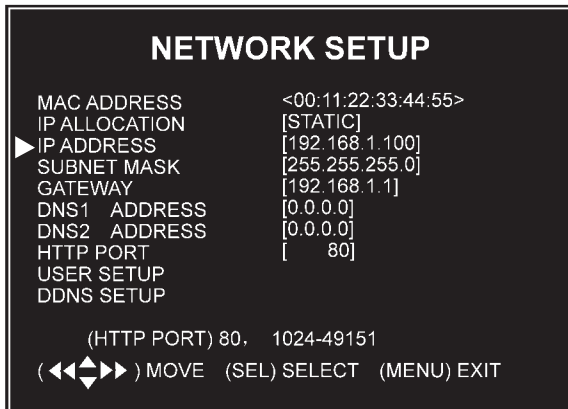 NETWORK SETUP
MAC ADDRESS <00:11:22:33:44:55>
IP ALLOCATION [STATIC]
IP ADDRESS [192.168.1.100]
SUBNET MASK [255.255.255.0]
GATEWAY [192.168.1.1]
DNS1 ADDRESS [0.0.0.0]
DNS2 ADDRESS [0.0.0.0]
HTTP PORT [ 80]
USER SETUP
DDNS SETUP
(HTTP PORT) 80, 1024-49151
( ◀◀▲▼▶▶ ) MOVE (SEL) SELECT (MENU) EXIT